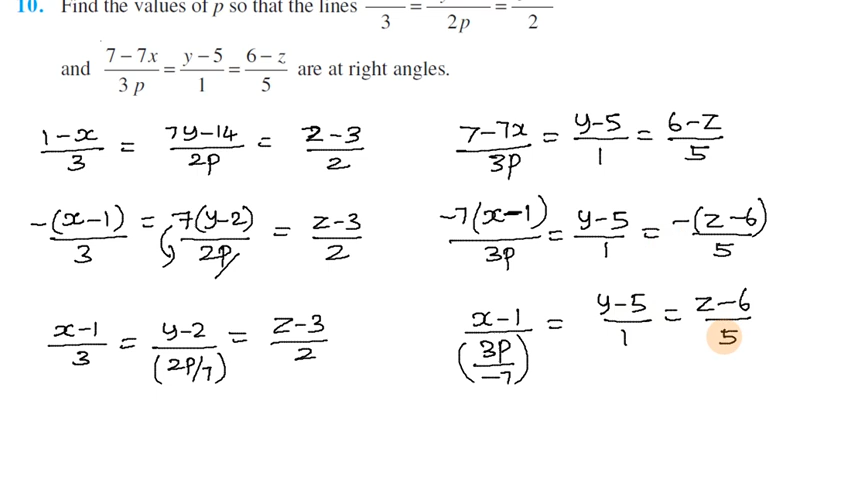 10. Find the values of p so that the lines ―/3 = ―/2p = ―/2
and (7 – 7x)/3p = (y – 5)/1 = (6 – z)/5 are at right angles.
(1-x)/3 = (7y-14)/2p = (z-3)/2
(7-7x)/3p = (y-5)/1 = (6-z)/5
-(x-1)/3 = 7(y-2)/2p = (z-3)/2
-7(x-1)/3p = (y-5)/1 = -(z-6)/5
(x-1)/3 = (y-2)/(2p/7) = (z-3)/2
(x-1)/(3p/-7) = (y-5)/1 = (z-6)/5